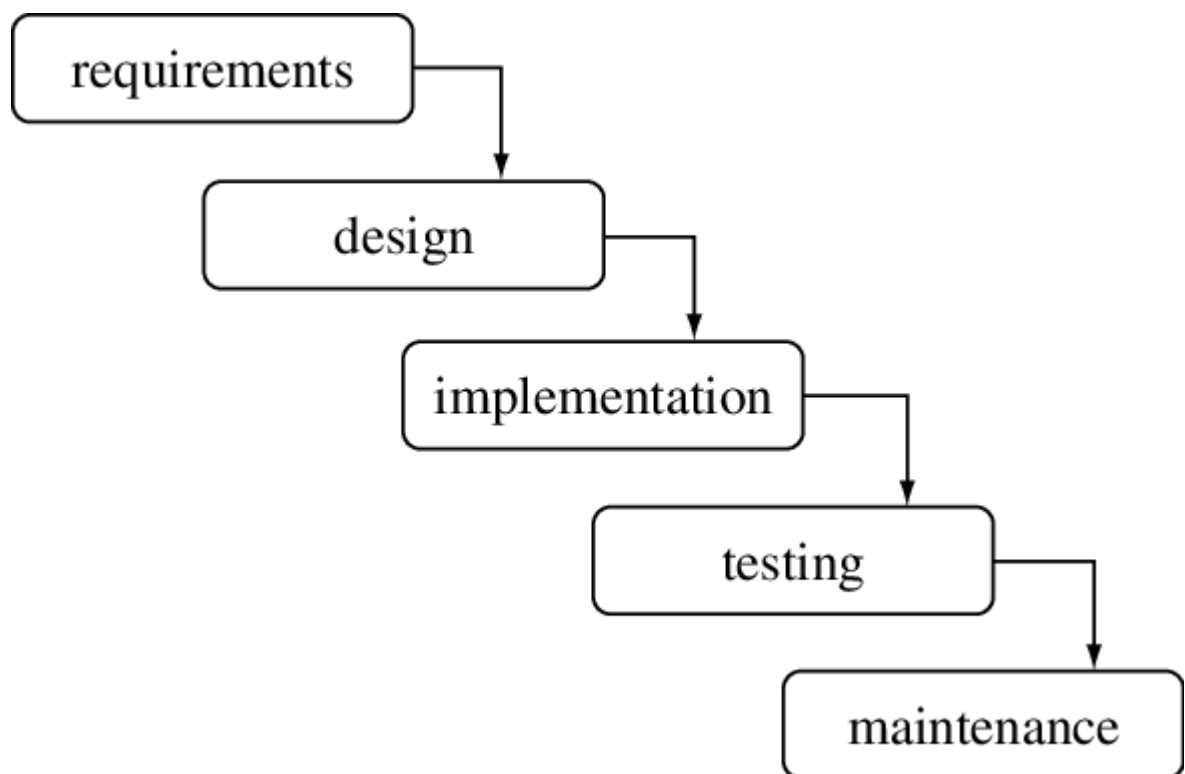 requirements
design
implementation
testing
maintenance